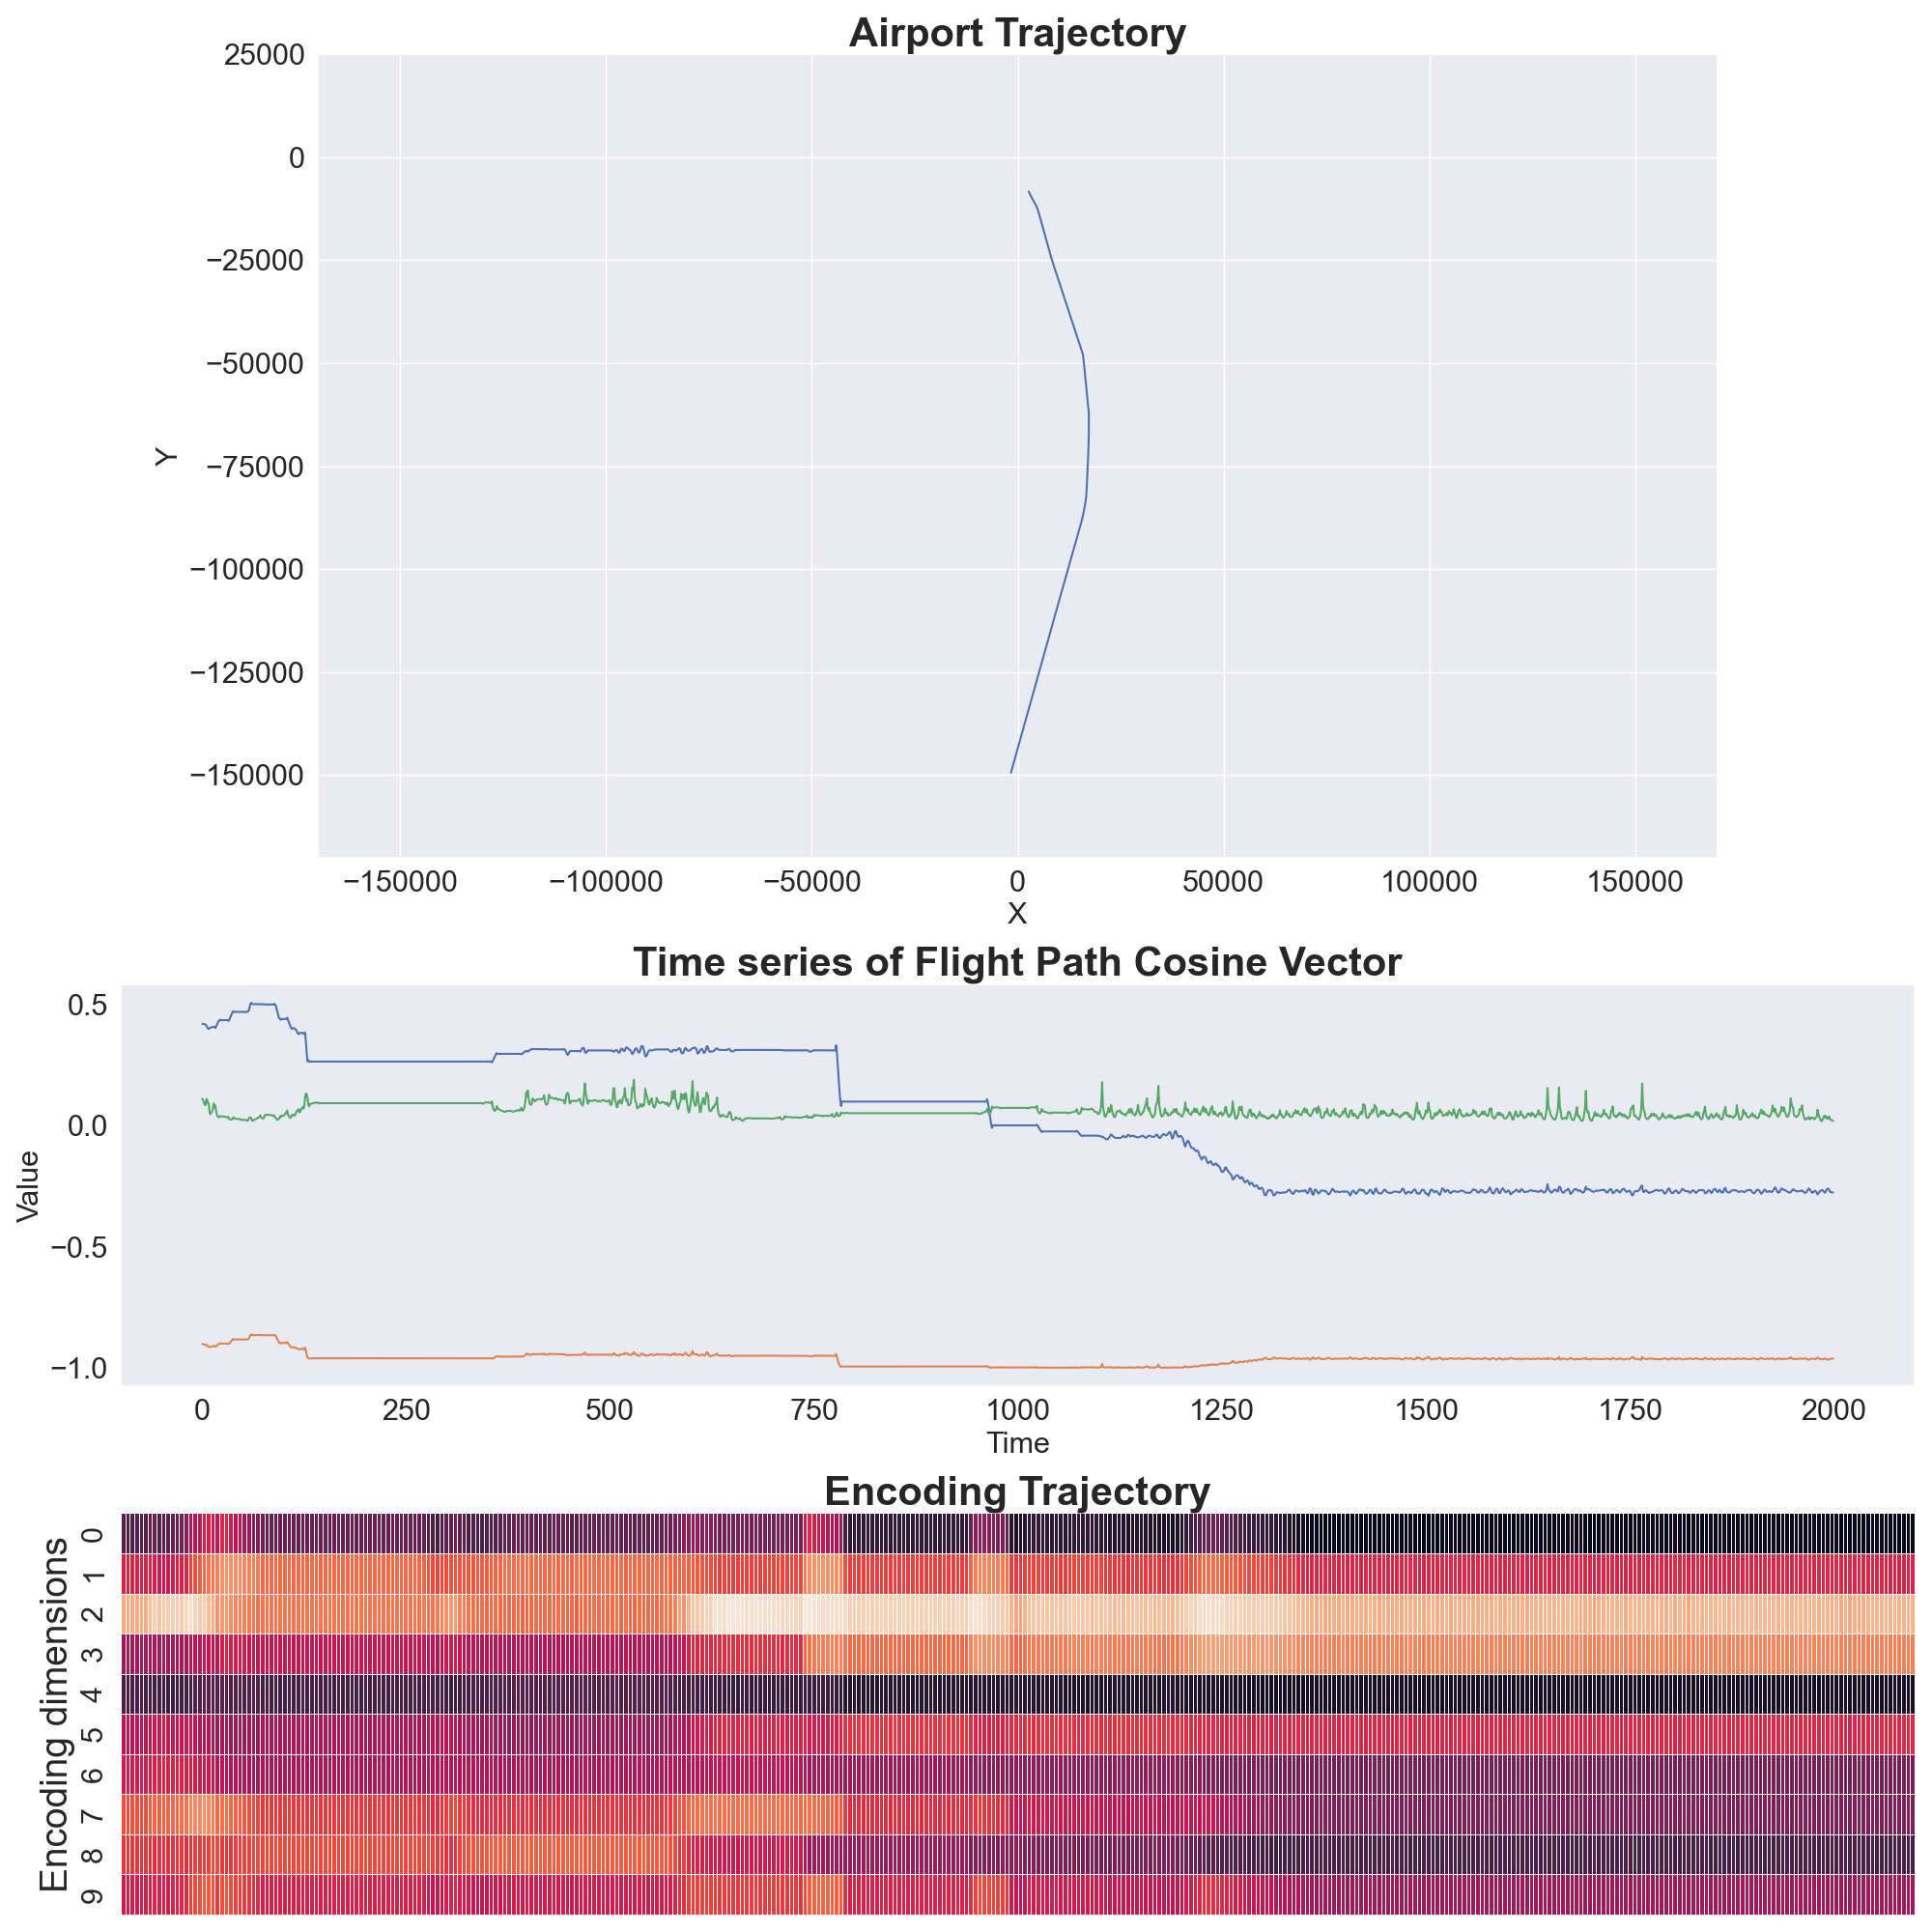 Airport Trajectory
25000
0
−25000
−50000
−75000
−100000
−125000
−150000
Y
−150000 −100000 −50000 0 50000 100000 150000
X
Time series of Flight Path Cosine Vector
0.5
0.0
−0.5
−1.0
Value
0 250 500 750 1000 1250 1500 1750 2000
Time
Encoding Trajectory
Encoding dimensions
0
1
2
3
4
5
6
7
8
9